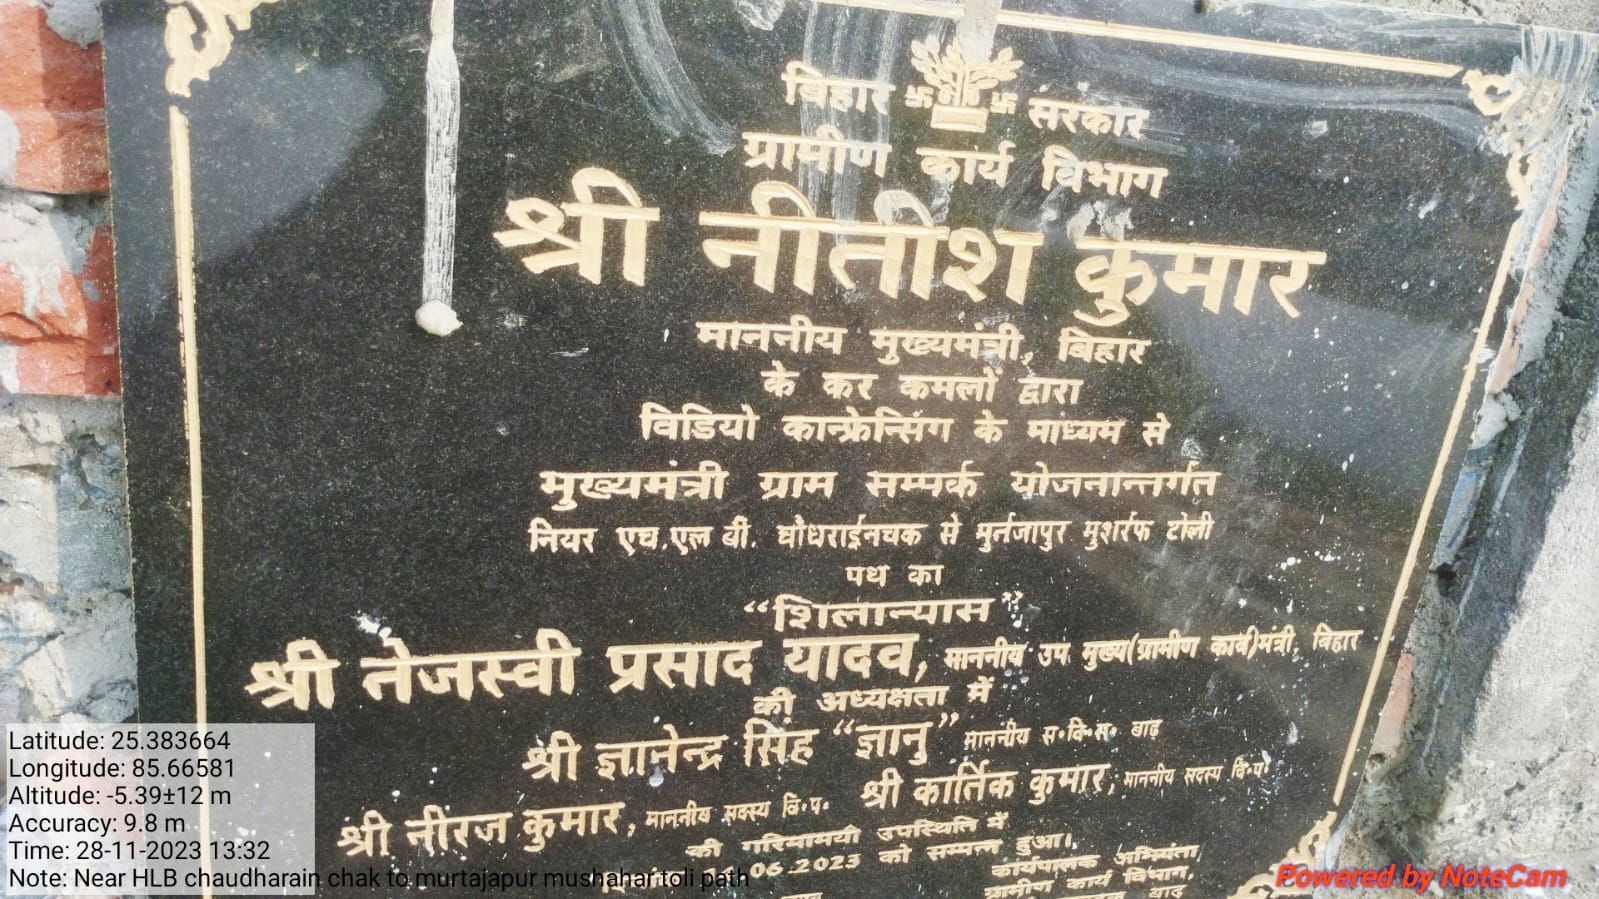 बिहार सरकार
ग्रामीण कार्य विभाग
श्री नीतीश कुमार
माननीय मुख्यमंत्री, बिहार
के कर कमलों द्वारा
विडियो कान्फ्रेन्सिंग के माध्यम से
मुख्यमंत्री ग्राम सम्पर्क योजनान्तर्गत
नियर एच.एल बी. चौधराईनचक से मुर्तजापुर मुशर्रफ टोली
पथ का
“शिलान्यास”
श्री तेजस्वी प्रसाद यादव, माननीय उप मुख्य(ग्रामीण कार्य)मंत्री, बिहार
की अध्यक्षता में
श्री ज्ञानेन्द्र सिंह “ज्ञानु” माननीय स॰वि॰स॰ बाढ़
श्री नीरज कुमार, माननीय सदस्य वि॰प॰ श्री कार्तिक कुमार, माननीय सदस्य वि॰प॰
की गरिमामयी उपस्थिति में
06.2023 को सम्पन्न हुआ।
कार्यपालक अभियंता
ग्रामीण कार्य विभाग,
बाढ़
Latitude: 25.383664
Longitude: 85.66581
Altitude: -5.39±12 m
Accuracy: 9.8 m
Time: 28-11-2023 13:32
Note: Near HLB chaudharain chak to murtajapur mushahar toli path
Powered by NoteCam